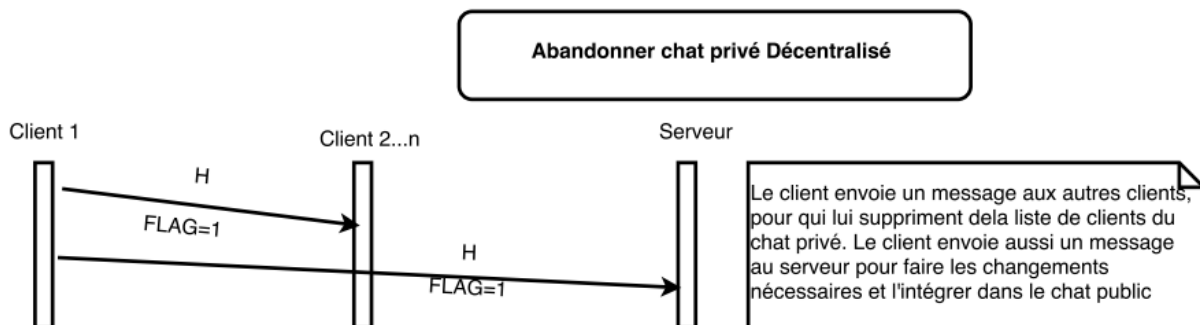 Abandonner chat privé Décentralisé
Client 1
Client 2...n
Serveur
H
FLAG=1
H
FLAG=1
Le client envoie un message aux autres clients,
pour qui lui suppriment dela liste de clients du
chat privé. Le client envoie aussi un message
au serveur pour faire les changements
nécessaires et l'intégrer dans le chat public